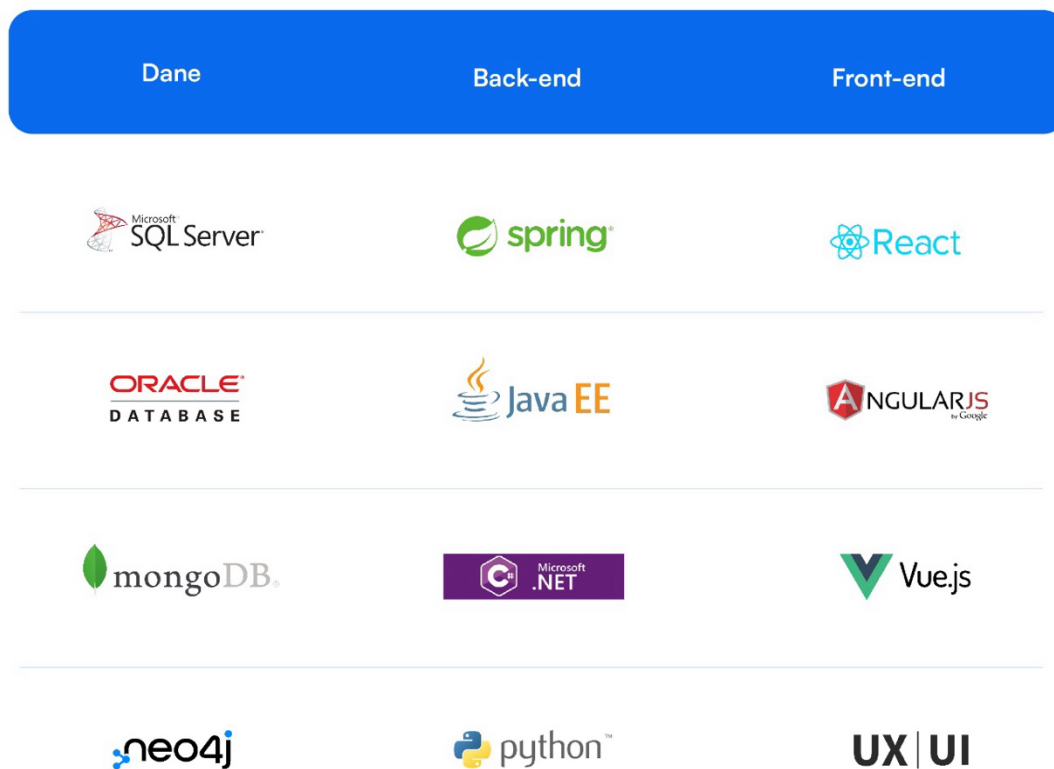 Dane Back-end Front-end
Microsoft
SQL Server
spring
React
ORACLE
DATABASE
Java EE
ANGULARJS
by Google
mongoDB
C#
Microsoft
.NET
Vue.js
neo4j
python™
UX|UI